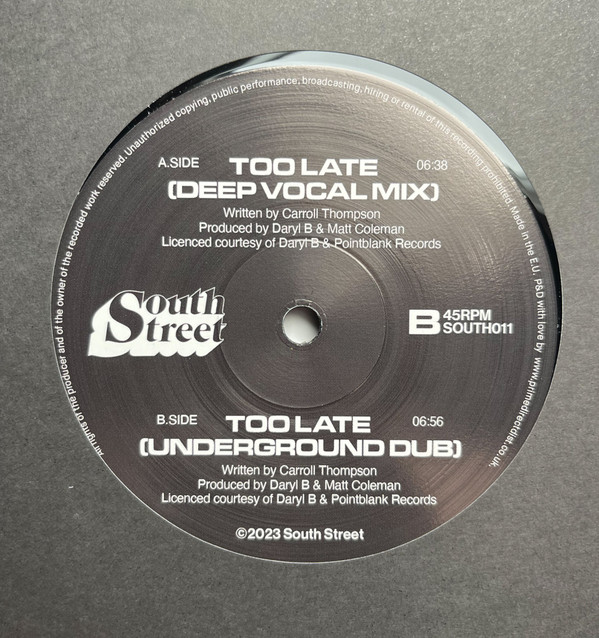 All rights of the producer and of the owner of the recorded work reserved. Unauthorized copying, public performance, broadcasting, hiring or rental of this recording prohibited. Made in the E.U. P&D with love by www.primedirectdist.co.uk.
A.SIDE TOO LATE 06:38
(DEEP VOCAL MIX)
Written by Carroll Thompson
Produced by Daryl B & Matt Coleman
Licenced courtesy of Daryl B & Pointblank Records
South
Street
B 45RPM
SOUTH011
B.SIDE TOO LATE 06:56
(UNDERGROUND DUB)
Written by Carroll Thompson
Produced by Daryl B & Matt Coleman
Licenced courtesy of Daryl B & Pointblank Records
©2023 South Street